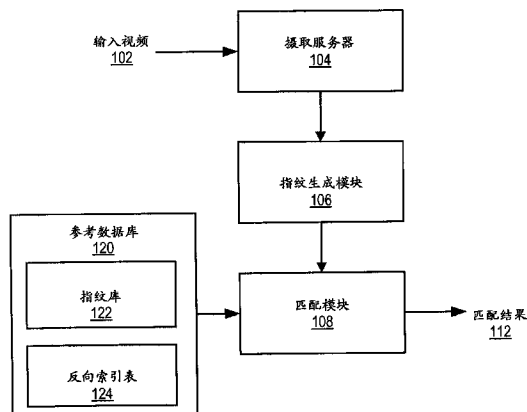 输入视频
102
摄取服务器
104
指纹生成模块
106
参考数据库
120
指纹库
122
反向索引表
124
匹配模块
108
匹配结果
112